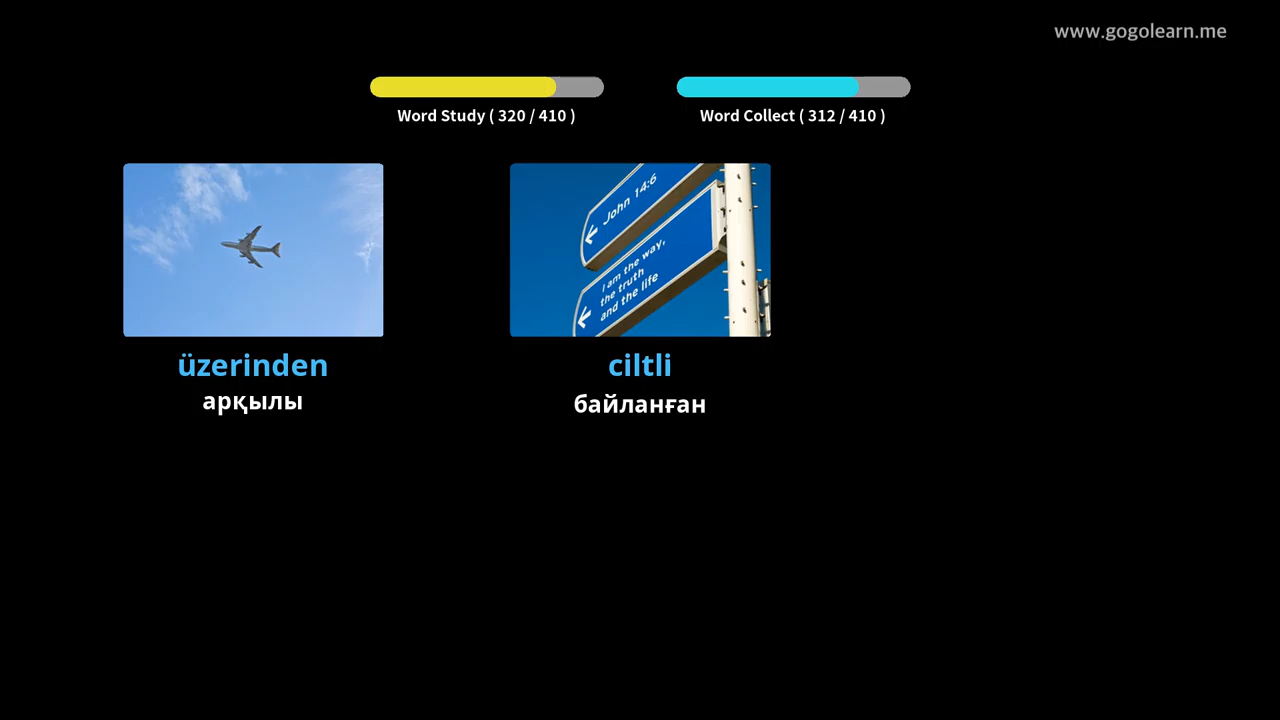 www.gogolearn.me
Word Study ( 320 / 410 )
Word Collect ( 312 / 410 )
John 14:6
I am the way,
the truth
and the life
üzerinden
арқылы
ciltli
байланған